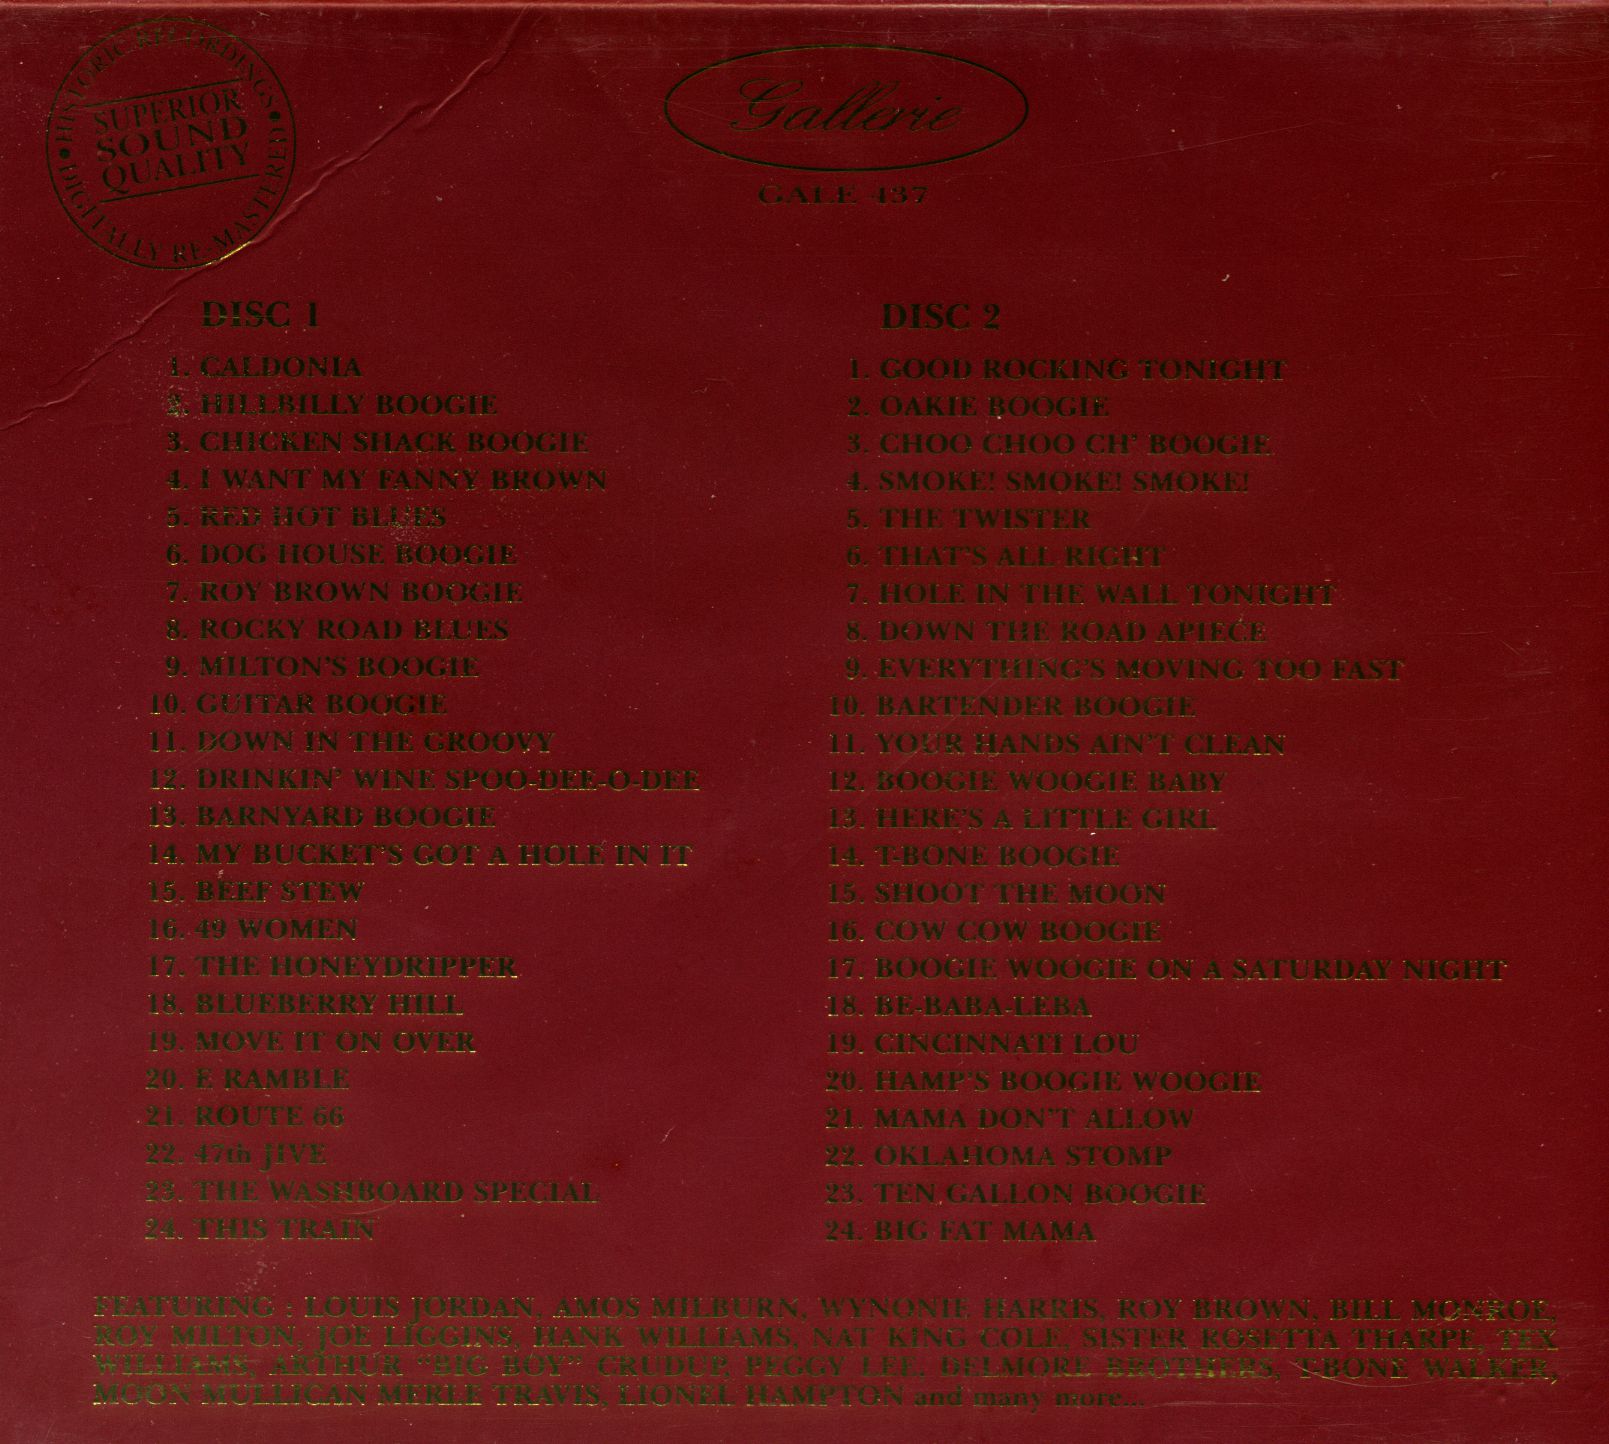 HISTORIC RECORDINGS
SUPERIOR
SOUND
QUALITY
DIGITALLY RE-MASTERED
Gallerie
GALE 437
DISC 1
1. CALDONIA
2. HILLBILLY BOOGIE
3. CHICKEN SHACK BOOGIE
4. I WANT MY FANNY BROWN
5. RED HOT BLUES
6. DOG HOUSE BOOGIE
7. ROY BROWN BOOGIE
8. ROCKY ROAD BLUES
9. MILTON'S BOOGIE
10. GUITAR BOOGIE
11. DOWN IN THE GROOVY
12. DRINKIN' WINE SPOO-DEE-O-DEE
13. BARNYARD BOOGIE
14. MY BUCKET'S GOT A HOLE IN IT
15. BEEF STEW
16. 49 WOMEN
17. THE HONEYDRIPPER
18. BLUEBERRY HILL
19. MOVE IT ON OVER
20. E RAMBLE
21. ROUTE 66
22. 47th JIVE
23. THE WASHBOARD SPECIAL
24. THIS TRAIN
DISC 2
1. GOOD ROCKING TONIGHT
2. OAKIE BOOGIE
3. CHOO CHOO CH' BOOGIE
4. SMOKE! SMOKE! SMOKE!
5. THE TWISTER
6. THAT'S ALL RIGHT
7. HOLE IN THE WALL TONIGHT
8. DOWN THE ROAD APIECE
9. EVERYTHING'S MOVING TOO FAST
10. BARTENDER BOOGIE
11. YOUR HANDS AIN'T CLEAN
12. BOOGIE WOOGIE BABY
13. HERE'S A LITTLE GIRL
14. T-BONE BOOGIE
15. SHOOT THE MOON
16. COW COW BOOGIE
17. BOOGIE WOOGIE ON A SATURDAY NIGHT
18. BE-BABA-LEBA
19. CINCINNATI LOU
20. HAMP'S BOOGIE WOOGIE
21. MAMA DON'T ALLOW
22. OKLAHOMA STOMP
23. TEN GALLON BOOGIE
24. BIG FAT MAMA
FEATURING : LOUIS JORDAN, AMOS MILBURN, WYNONIE HARRIS, ROY BROWN, BILL MONROE,
ROY MILTON, JOE LIGGINS, HANK WILLIAMS, NAT KING COLE, SISTER ROSETTA THARPE, TEX
WILLIAMS, ARTHUR "BIG BOY" CRUDUP, PEGGY LEE, DELMORE BROTHERS, T-BONE WALKER,
MOON MULLICAN MERLE TRAVIS, LIONEL HAMPTON and many more...